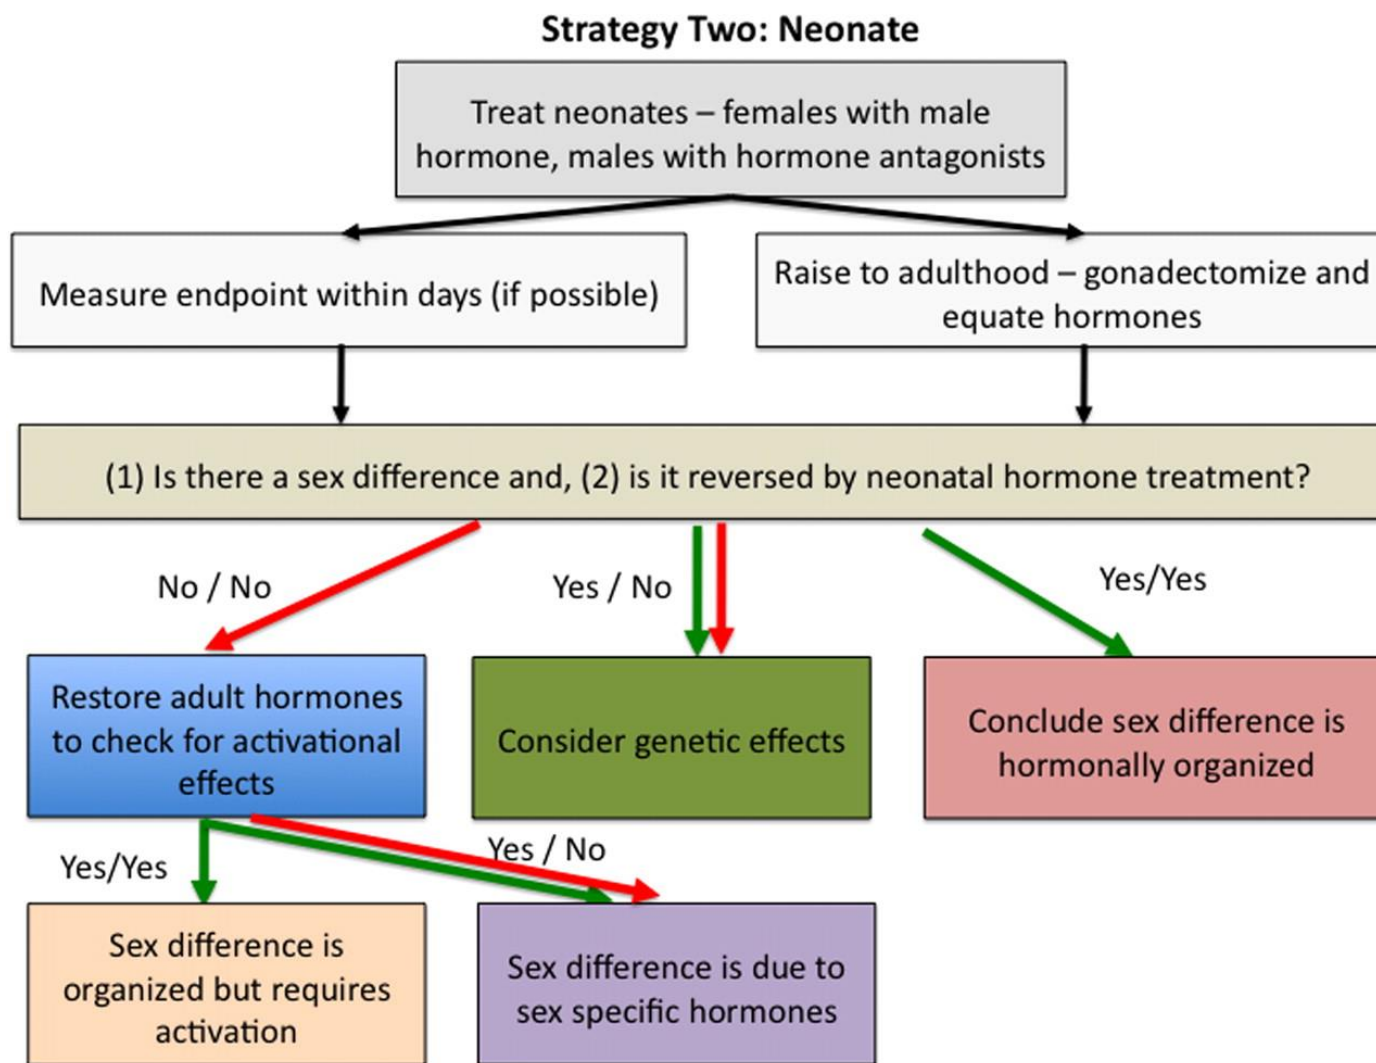 Strategy Two: Neonate
Treat neonates – females with male
hormone, males with hormone antagonists
Measure endpoint within days (if possible)
Raise to adulthood – gonadectomize and
equate hormones
(1) Is there a sex difference and, (2) is it reversed by neonatal hormone treatment?
No / No
Yes / No
Yes/Yes
Restore adult hormones
to check for activational
effects
Consider genetic effects
Conclude sex difference is
hormonally organized
Yes/Yes
Yes / No
Sex difference is
organized but requires
activation
Sex difference is due to
sex specific hormones